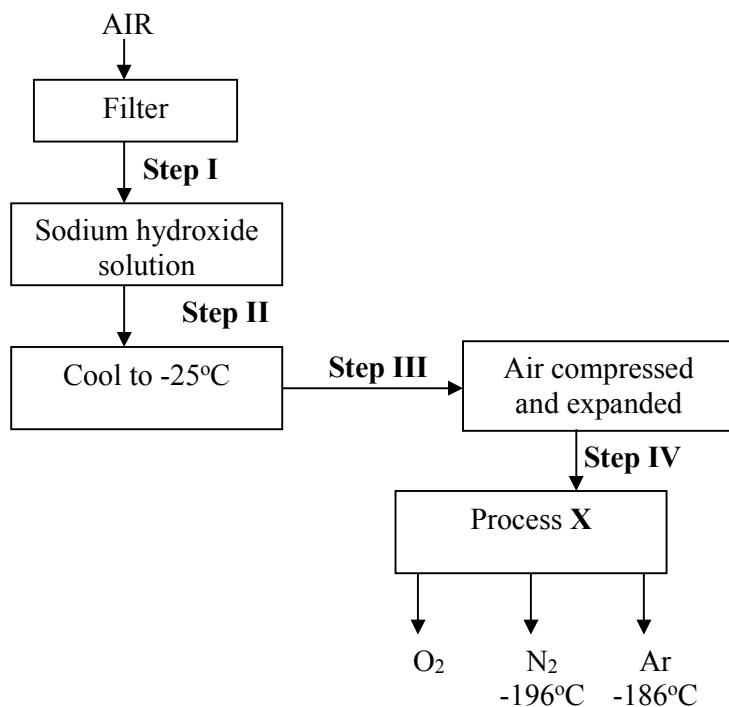 AIR
Filter
Step I
Sodium hydroxide
solution
Step II
Cool to -25°C
Step III
Air compressed
and expanded
Step IV
Process X
O₂
N₂
-196°C
Ar
-186°C